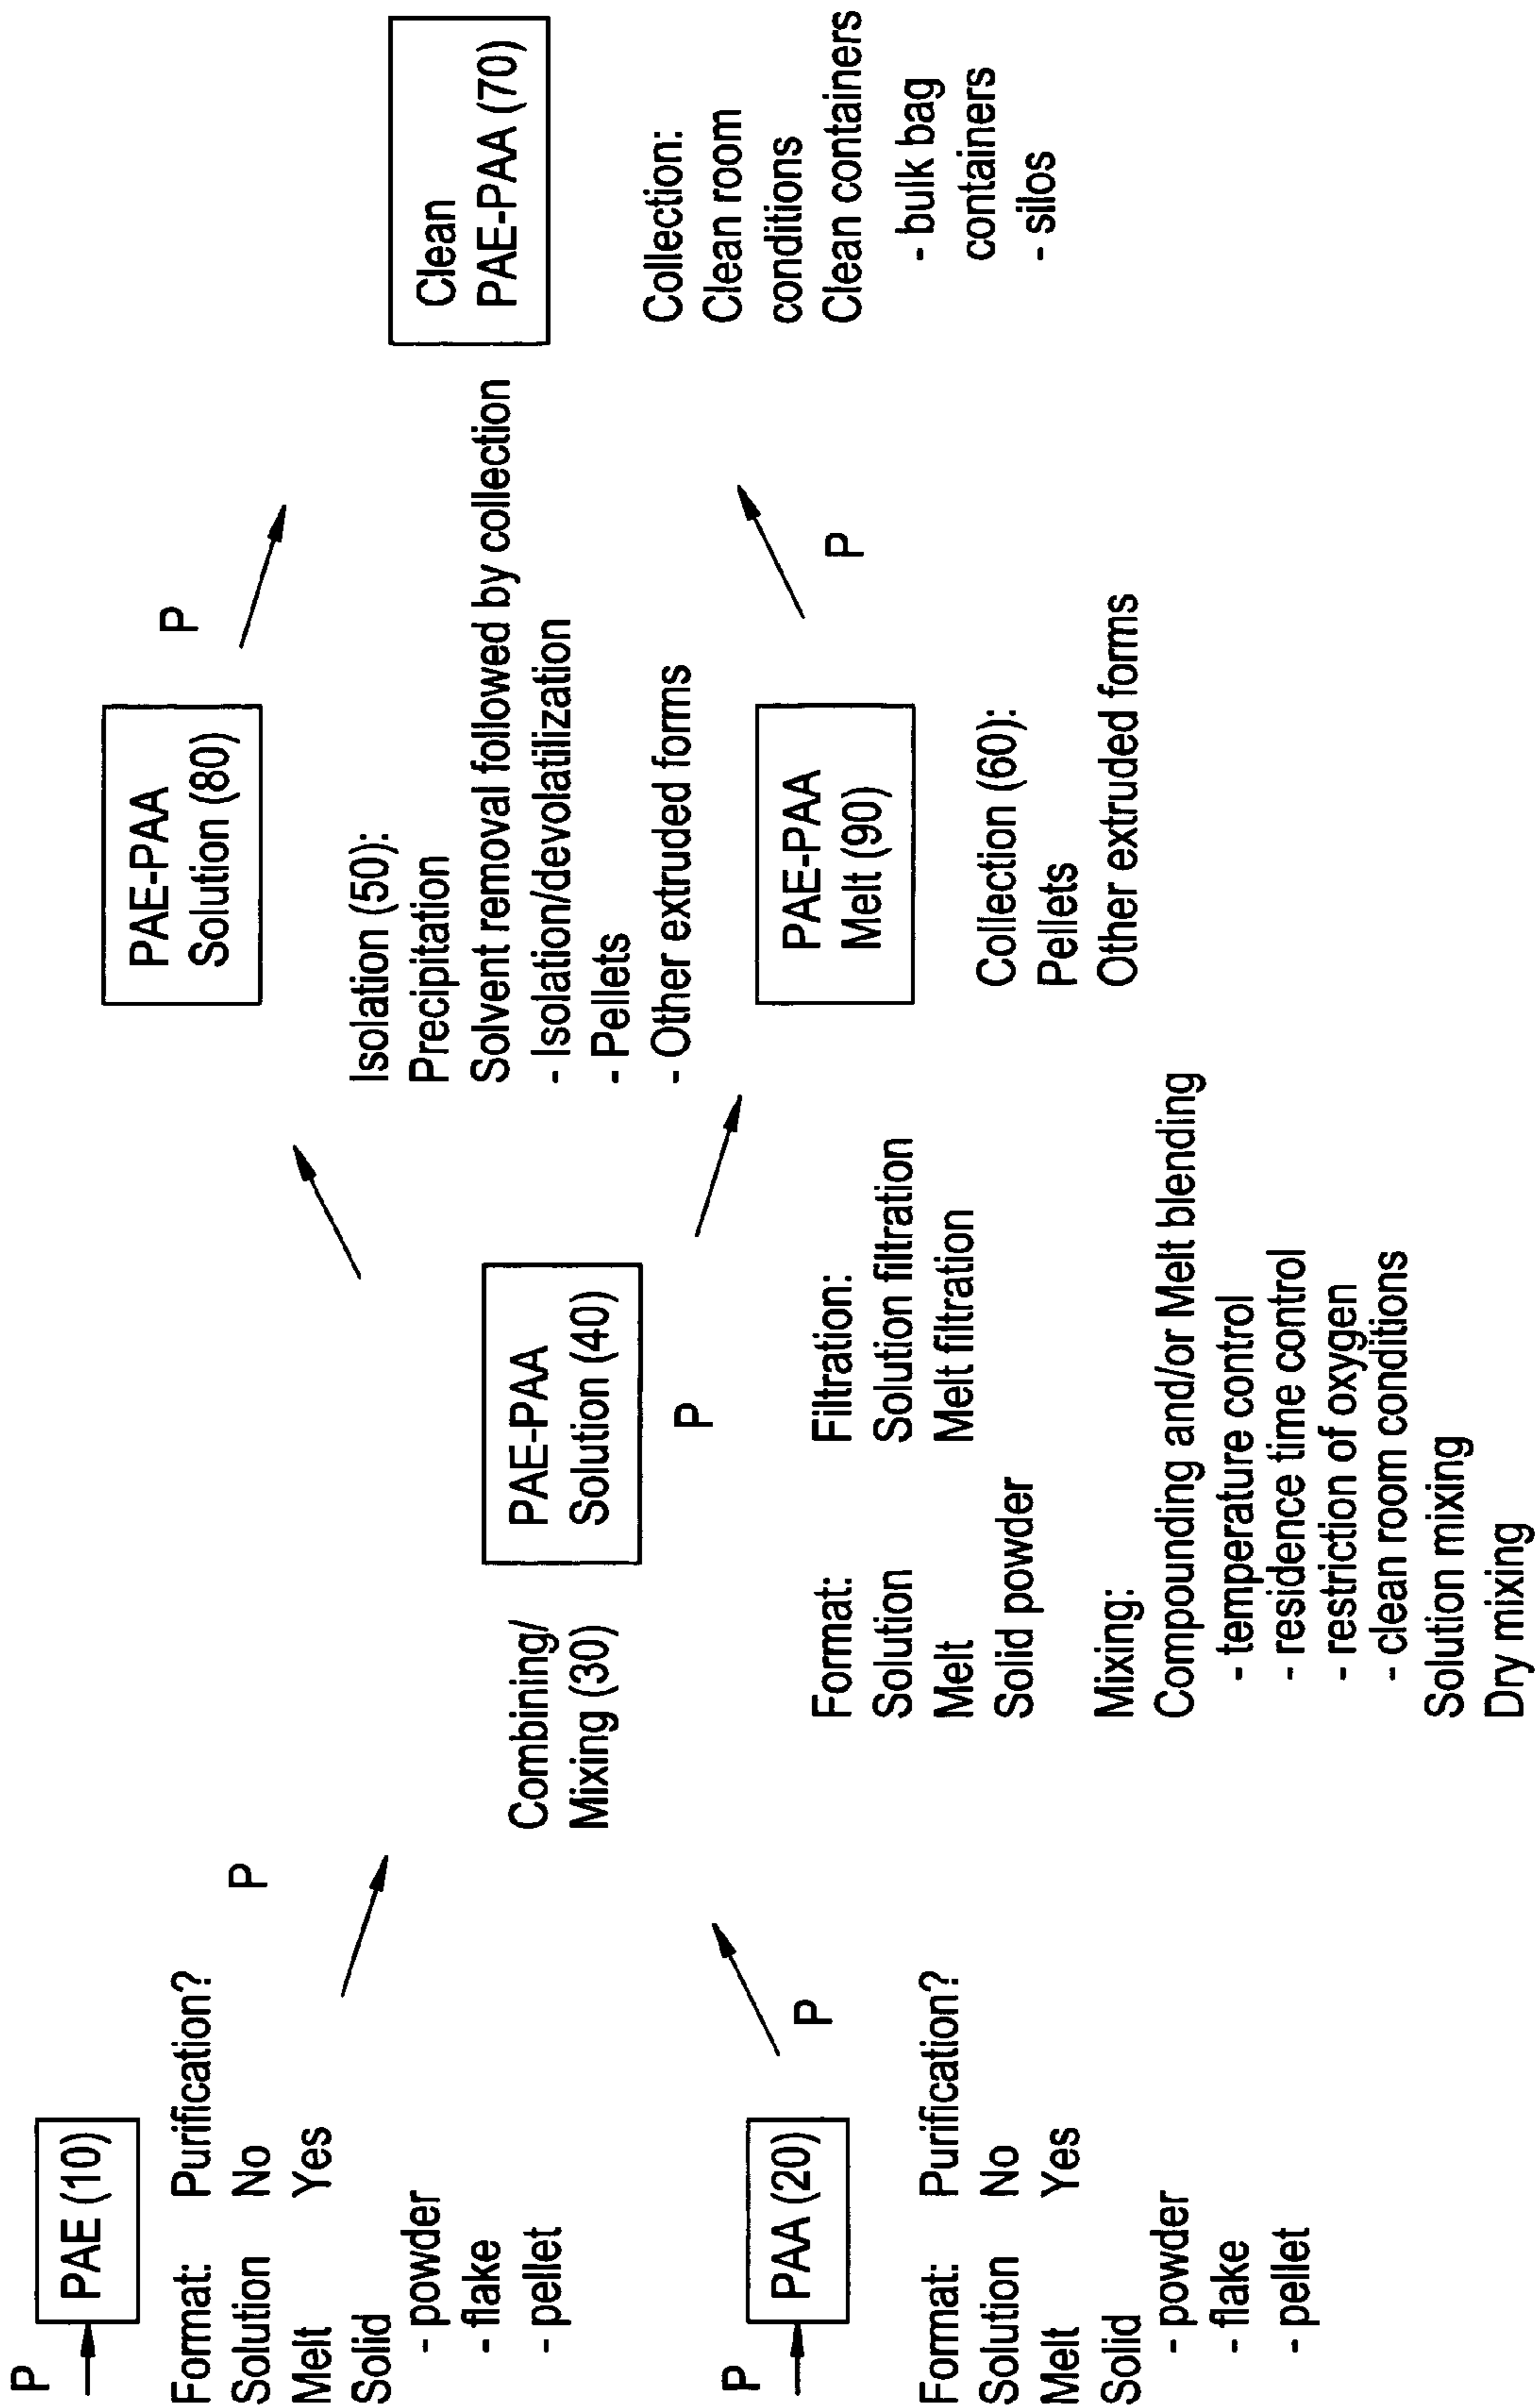 P
PAE (10)
Format: Purification?
Solution No
Melt Yes
Solid
- powder
- flake
- pellet
P
P
PAA (20)
Format: Purification?
Solution No
Melt Yes
Solid
- powder
- flake
- pellet
P
Combining/
Mixing (30)
PAE-PAA
Solution (40)
P
Format: Filtration:
Solution Solution filtration
Melt Melt filtration
Solid powder
Mixing:
Compounding and/or Melt blending
- temperature control
- residence time control
- restriction of oxygen
- clean room conditions
Solution mixing
Dry mixing
PAE-PAA
Solution (80)
P
Isolation (50):
Precipitation
Solvent removal followed by collection
- Isolation/devolatilization
- Pellets
- Other extruded forms
PAE-PAA
Melt (90)
P
Collection (60):
Pellets
Other extruded forms
Clean
PAE-PAA (70)
Collection:
Clean room
conditions
Clean containers
- bulk bag
containers
- silos